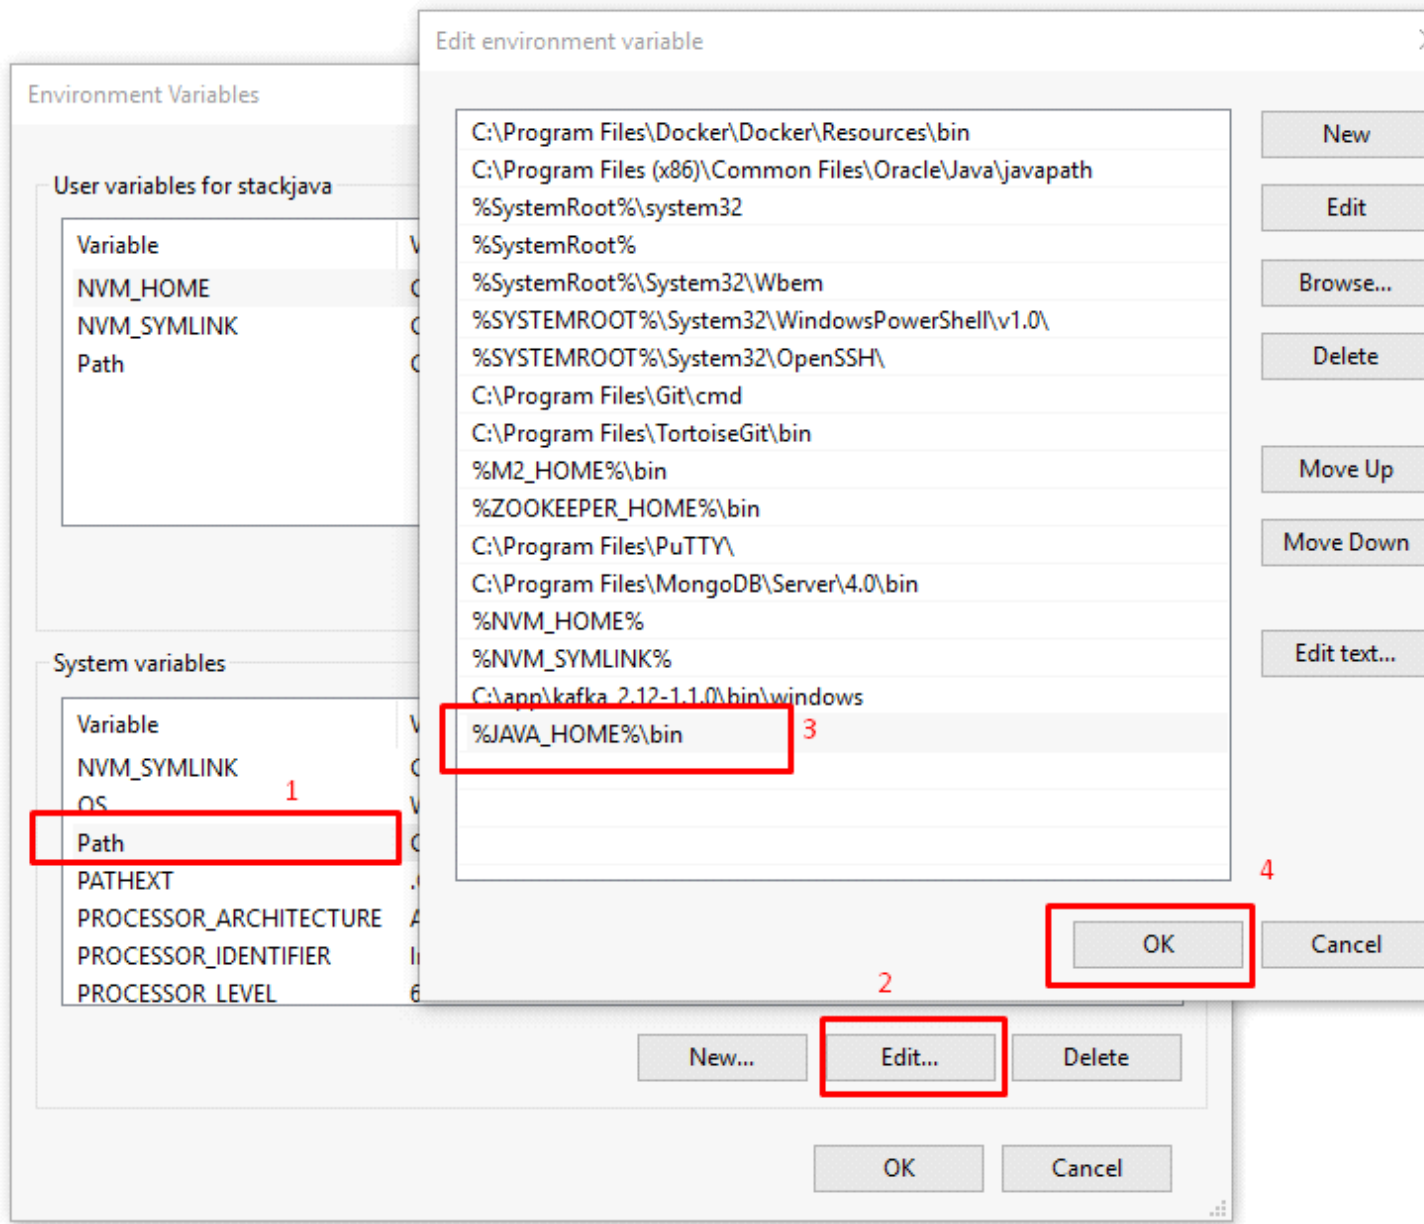 Edit environment variable
Environment Variables
User variables for stackjava
Variable
NVM_HOME
NVM_SYMLINK
Path
System variables
Variable
NVM_SYMLINK
1
OS
Path
PATHEXT
PROCESSOR_ARCHITECTURE
PROCESSOR_IDENTIFIER
PROCESSOR_LEVEL
C:\Program Files\Docker\Docker\Resources\bin
C:\Program Files (x86)\Common Files\Oracle\Java\javapath
%SystemRoot%\system32
%SystemRoot%
%SystemRoot%\System32\Wbem
%SYSTEMROOT%\System32\WindowsPowerShell\v1.0\
%SYSTEMROOT%\System32\OpenSSH\
C:\Program Files\Git\cmd
C:\Program Files\TortoiseGit\bin
%M2_HOME%\bin
%ZOOKEEPER_HOME%\bin
C:\Program Files\PuTTY\
C:\Program Files\MongoDB\Server\4.0\bin
%NVM_HOME%
%NVM_SYMLINK%
C:\app\kafka_2.12-1.1.0\bin\windows
%JAVA_HOME%\bin
3
New
Edit
Browse...
Delete
Move Up
Move Down
Edit text...
4
OK
Cancel
2
New...
Edit...
Delete
OK
Cancel